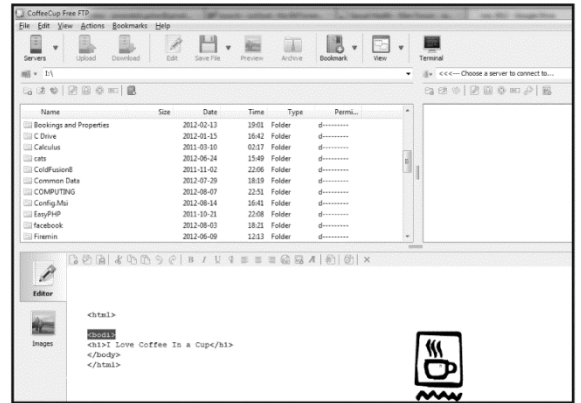 CoffeeCup Free FTP
File Edit View Actions Bookmarks Help
Servers Upload Download Edit Save File Preview Archive Bookmark View Terminal
I:\ <<<--- Choose a server to connect to...
Name Size Date Time Type Permi...
Bookings and Properties 2012-02-13 19:01 Folder d---------
C Drive 2012-01-15 16:42 Folder d---------
Calculus 2011-03-10 02:17 Folder d---------
cats 2012-06-24 15:49 Folder d---------
ColdFusion8 2011-11-02 22:06 Folder d---------
Common Data 2012-07-29 18:19 Folder d---------
COMPUTING 2012-08-07 22:51 Folder d---------
Config.Msi 2012-08-14 16:41 Folder d---------
EasyPHP 2011-10-21 22:08 Folder d---------
facebook 2012-08-03 18:21 Folder d---------
Firemin 2012-06-09 12:13 Folder d---------
Editor
Images
<html>
<bodi>
<h1>I Love Coffee In a Cup</h1>
</body>
</html>